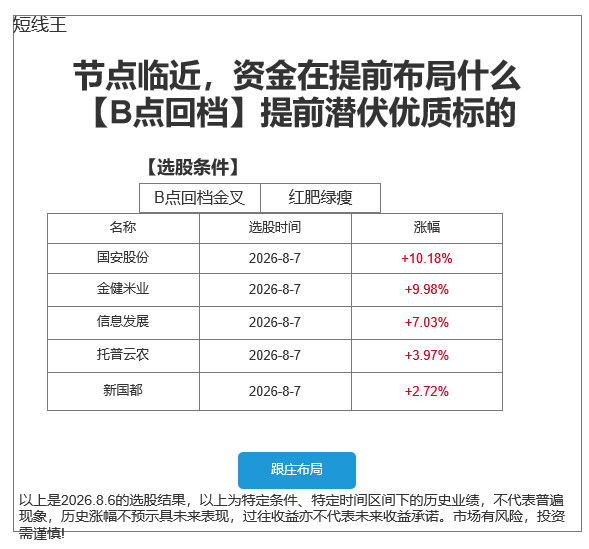 短线王
节点临近，资金在提前布局什么
【B点回档】提前潜伏优质标的
【选股条件】
B点回档金叉 红肥绿瘦
名称 选股时间 涨幅
国安股份 2026-8-7 +10.18%
金健米业 2026-8-7 +9.98%
信息发展 2026-8-7 +7.03%
托普云农 2026-8-7 +3.97%
新国都 2026-8-7 +2.72%
跟庄布局
以上是2026.8.6的选股结果，以上为特定条件、特定时间区间下的历史业绩，不代表普遍
现象，历史涨幅不预示具未来表现，过往收益亦不代表未来收益承诺。市场有风险，投资
需谨慎!